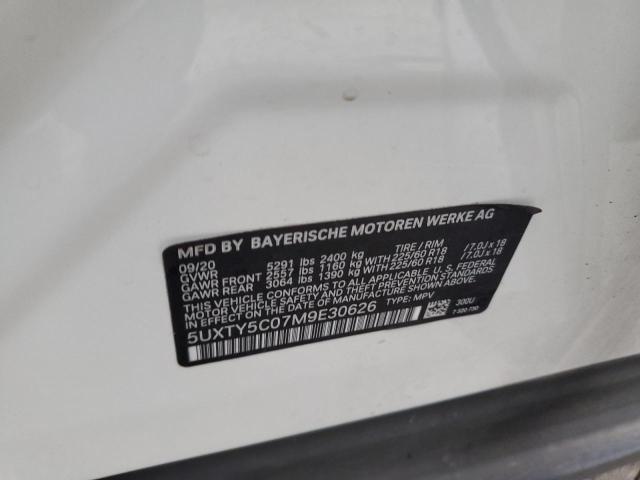 MFD BY BAYERISCHE MOTOREN WERKE AG
09/20 TIRE / RIM
GVWR 5291 lbs 2400 kg
GAWR FRONT 2557 lbs 1160 kg 225/60 R18 /7.0J x 18
GAWR REAR 3064 lbs 1390 kg 225/60 R18 /7.0J x 18
THIS VEHICLE CONFORMS TO ALL APPLICABLE U.S. FEDERAL
MOTOR VEHICLE SAFETY AND THEFT PREVENTION STANDARDS
IN EFFECT ON THE DATE OF MANUFACTURE SHOWN ABOVE.
5UXTY5C07M9E30626 TYPE: MPV
300U